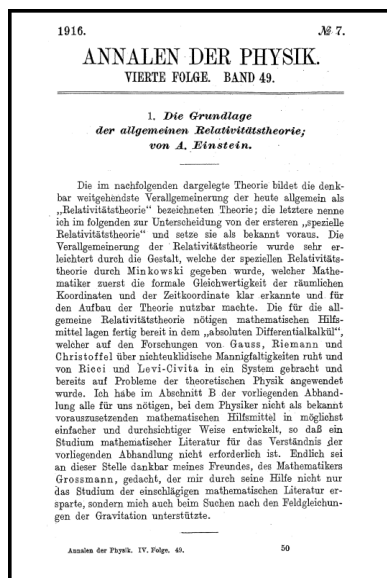 1916. № 7.
ANNALEN DER PHYSIK.
VIERTE FOLGE. BAND 49.
1. Die Grundlage
der allgemeinen Relativitätstheorie;
von A. Einstein.
Die im nachfolgenden dargelegte Theorie bildet die denk-
bar weitgehendste Verallgemeinerung der heute allgemein als
„Relativitätstheorie“ bezeichneten Theorie; die letztere nenne
ich im folgenden zur Unterscheidung von der ersteren „spezielle
Relativitätstheorie“ und setze sie als bekannt voraus. Die
Verallgemeinerung der Relativitätstheorie wurde sehr er-
leichtert durch die Gestalt, welche der speziellen Relativitäts-
theorie durch Minkowski gegeben wurde, welcher Mathe-
matiker zuerst die formale Gleichwertigkeit der räumlichen
Koordinaten und der Zeitkoordinate klar erkannte und für
den Aufbau der Theorie nutzbar machte. Die für die all-
gemeine Relativitätstheorie nötigen mathematischen Hilfs-
mittel lagen fertig bereit in dem „absoluten Differentialkalkül“,
welcher auf den Forschungen von Gauss, Riemann und
Christoffel über nichteuklidische Mannigfaltigkeiten ruht und
von Ricci und Levi-Civita in ein System gebracht und
bereits auf Probleme der theoretischen Physik angewendet
wurde. Ich habe im Abschnitt B der vorliegenden Abhand-
lung alle für uns nötigen, bei dem Physiker nicht als bekannt
vorauszusetzenden mathematischen Hilfsmittel in möglichst
einfacher und durchsichtiger Weise entwickelt, so daß ein
Studium mathematischer Literatur für das Verständnis der
vorliegenden Abhandlung nicht erforderlich ist. Endlich sei
an dieser Stelle dankbar meines Freundes, des Mathematikers
Grossmann, gedacht, der mir durch seine Hilfe nicht nur
das Studium der einschlägigen mathematischen Literatur er-
sparte, sondern mich auch beim Suchen nach den Feldgleichun-
gen der Gravitation unterstützte.
Annalen der Physik. IV. Folge. 49. 50